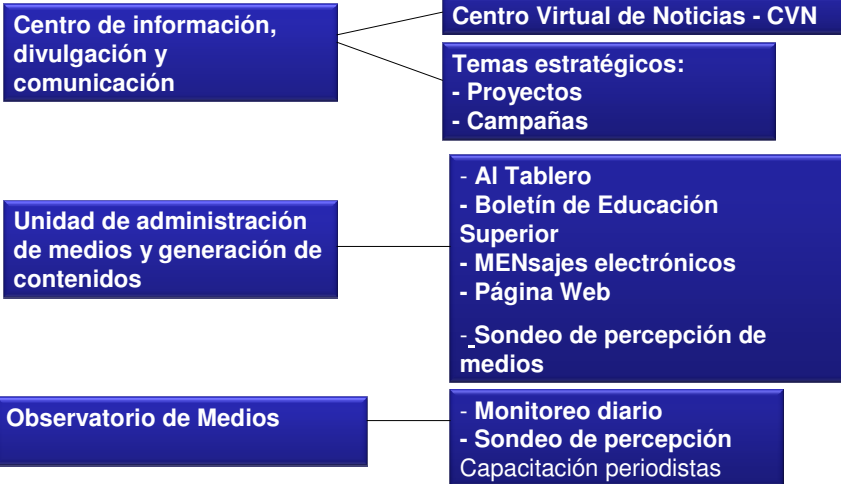 Centro de información,
divulgación y
comunicación
Centro Virtual de Noticias - CVN
Temas estratégicos:
- Proyectos
- Campañas
Unidad de administración
de medios y generación de
contenidos
- Al Tablero
- Boletín de Educación
Superior
- MENsajes electrónicos
- Página Web
- Sondeo de percepción de
medios
Observatorio de Medios
- Monitoreo diario
- Sondeo de percepción
Capacitación periodistas